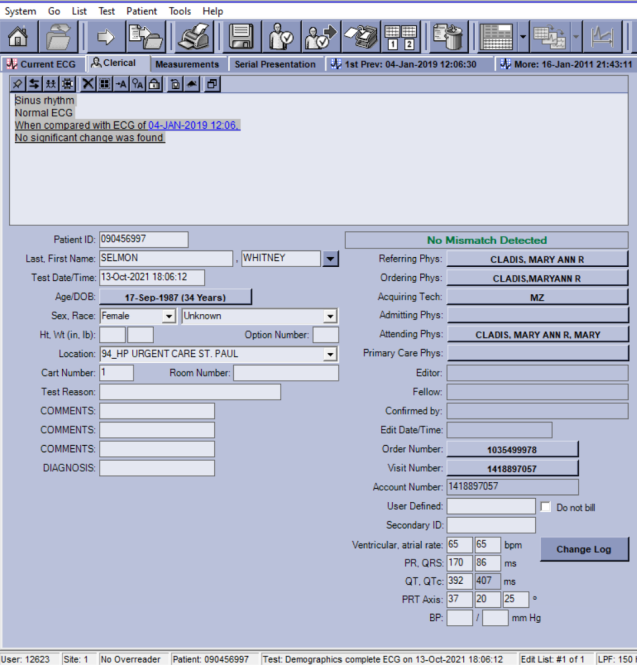 System Go List Test Patient Tools Help
1 2
Current ECG Clerical Measurements Serial Presentation 1st Prev: 04-Jan-2019 12:06:30 More: 16-Jan-2011 21:43:11
Sinus rhythm
Normal ECG
When compared with ECG of 04-JAN-2019 12:06,
No significant change was found
Patient ID: 090456997
No Mismatch Detected
Last, First Name: SELMON , WHITNEY
Referring Phys: CLADIS, MARY ANN R
Test Date/Time: 13-Oct-2021 18:06:12
Ordering Phys: CLADIS,MARYANN R
Age/DOB: 17-Sep-1987 (34 Years)
Acquiring Tech: MZ
Sex, Race: Female Unknown
Admitting Phys:
Ht, Wt (in, lb): Option Number:
Attending Phys: CLADIS, MARY ANN R, MARY
Location: 94_HP URGENT CARE ST. PAUL
Primary Care Phys:
Cart Number: 1 Room Number:
Editor:
Test Reason:
Fellow:
COMMENTS:
Confirmed by:
COMMENTS:
Edit Date/Time:
COMMENTS:
Order Number: 1035499978
DIAGNOSIS:
Visit Number: 1418897057
Account Number: 1418897057
User Defined: Do not bill
Secondary ID:
Ventricular, atrial rate: 65 65 bpm
Change Log
PR, QRS: 170 86 ms
QT, QTc: 392 407 ms
PRT Axis: 37 20 25 º
BP: / mm Hg
User: 12623 Site: 1 No Overreader Patient: 090456997 Test: Demographics complete ECG on 13-Oct-2021 18:06:12 Edit List: #1 of 1 LPF: 150